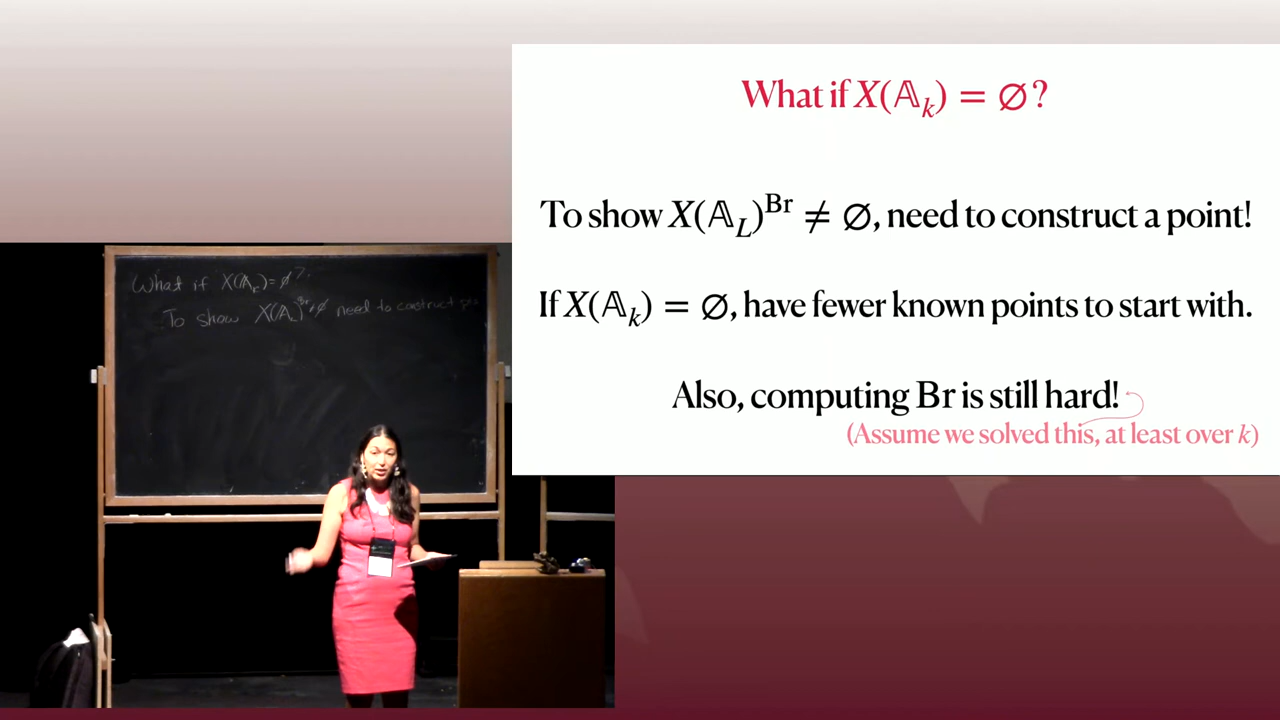 What if X(𝔸_k) = ∅?
To show X(𝔸_L)^Br ≠ ∅, need to construct a point!
If X(𝔸_k) = ∅, have fewer known points to start with.
Also, computing Br is still hard!
(Assume we solved this, at least over k)
What if X(𝔸_k)=∅?
To show X(𝔸_L)^Br≠∅ need to construct